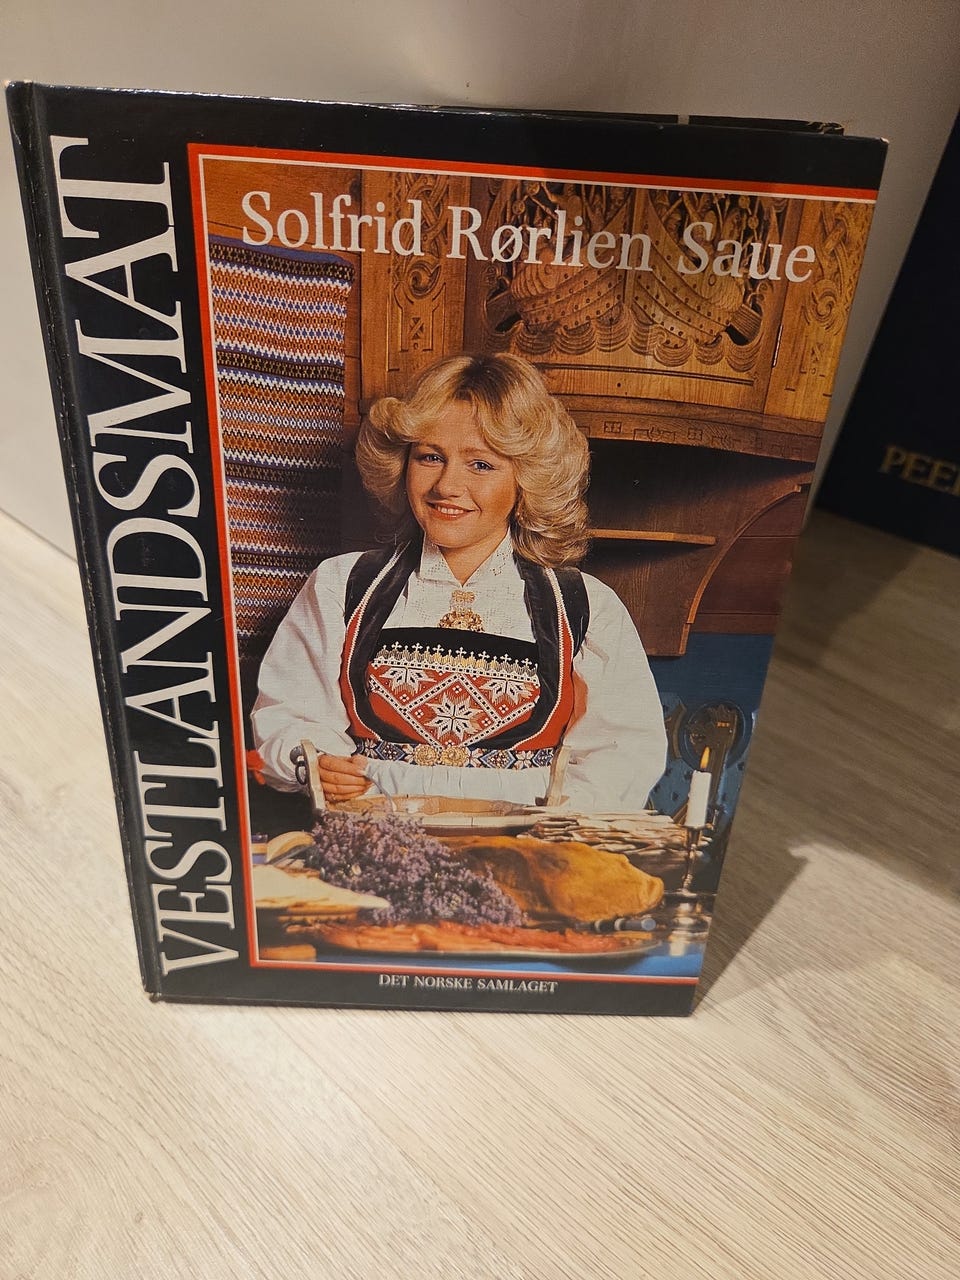 VESTLANDSMAT
Solfrid Rørlien Saue
DET NORSKE SAMLAGET